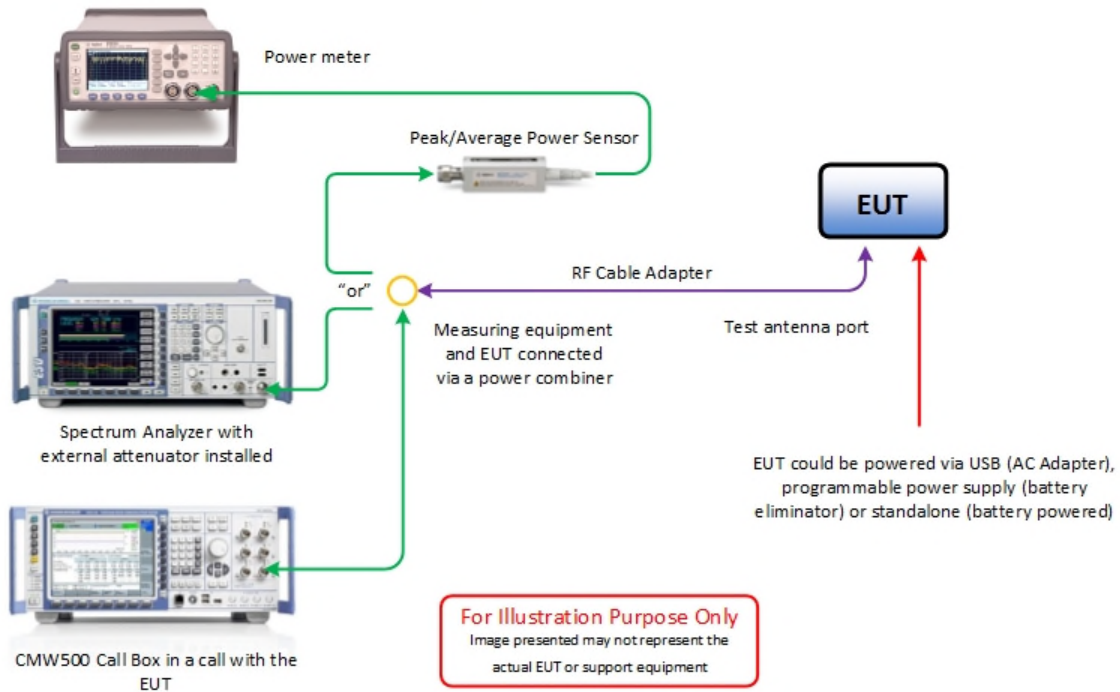 Power meter
Peak/Average Power Sensor
EUT
RF Cable Adapter
“or”
Measuring equipment
and EUT connected
via a power combiner
Test antenna port
Spectrum Analyzer with
external attenuator installed
EUT could be powered via USB (AC Adapter),
programmable power supply (battery
eliminator) or standalone (battery powered)
For Illustration Purpose Only
Image presented may not represent the
actual EUT or support equipment
CMW500 Call Box in a call with the
EUT